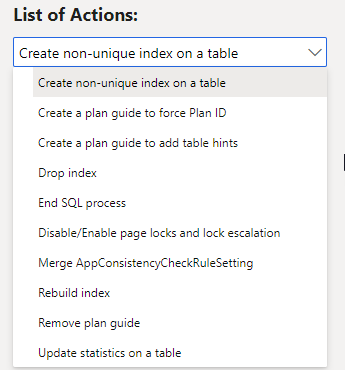 List of Actions:
Create non-unique index on a table
Create non-unique index on a table
Create a plan guide to force Plan ID
Create a plan guide to add table hints
Drop index
End SQL process
Disable/Enable page locks and lock escalation
Merge AppConsistencyCheckRuleSetting
Rebuild index
Remove plan guide
Update statistics on a table